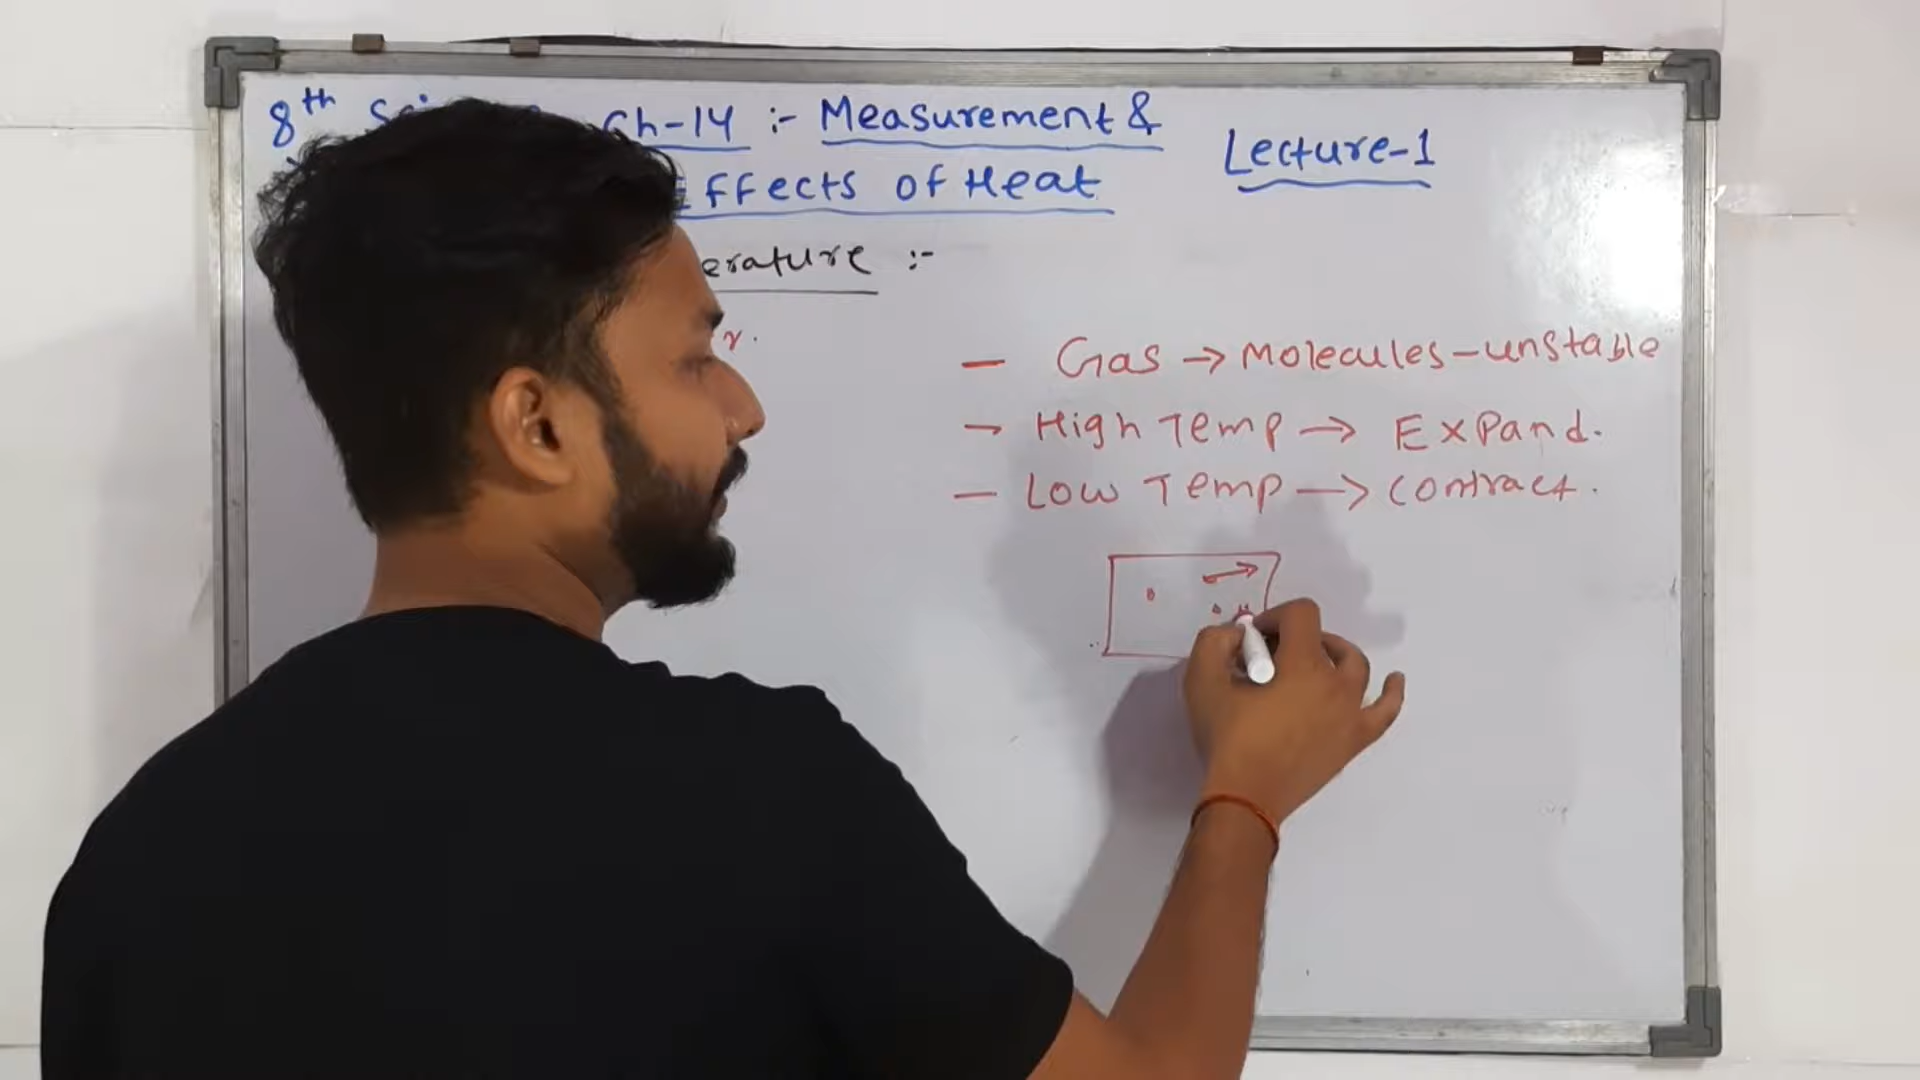 8th Ch-14 :- Measurement &
Effects of Heat
Lecture-1
erature :-
r.
— Gas → Molecules - unstable
→ High Temp → Expand.
— Low Temp → contract.